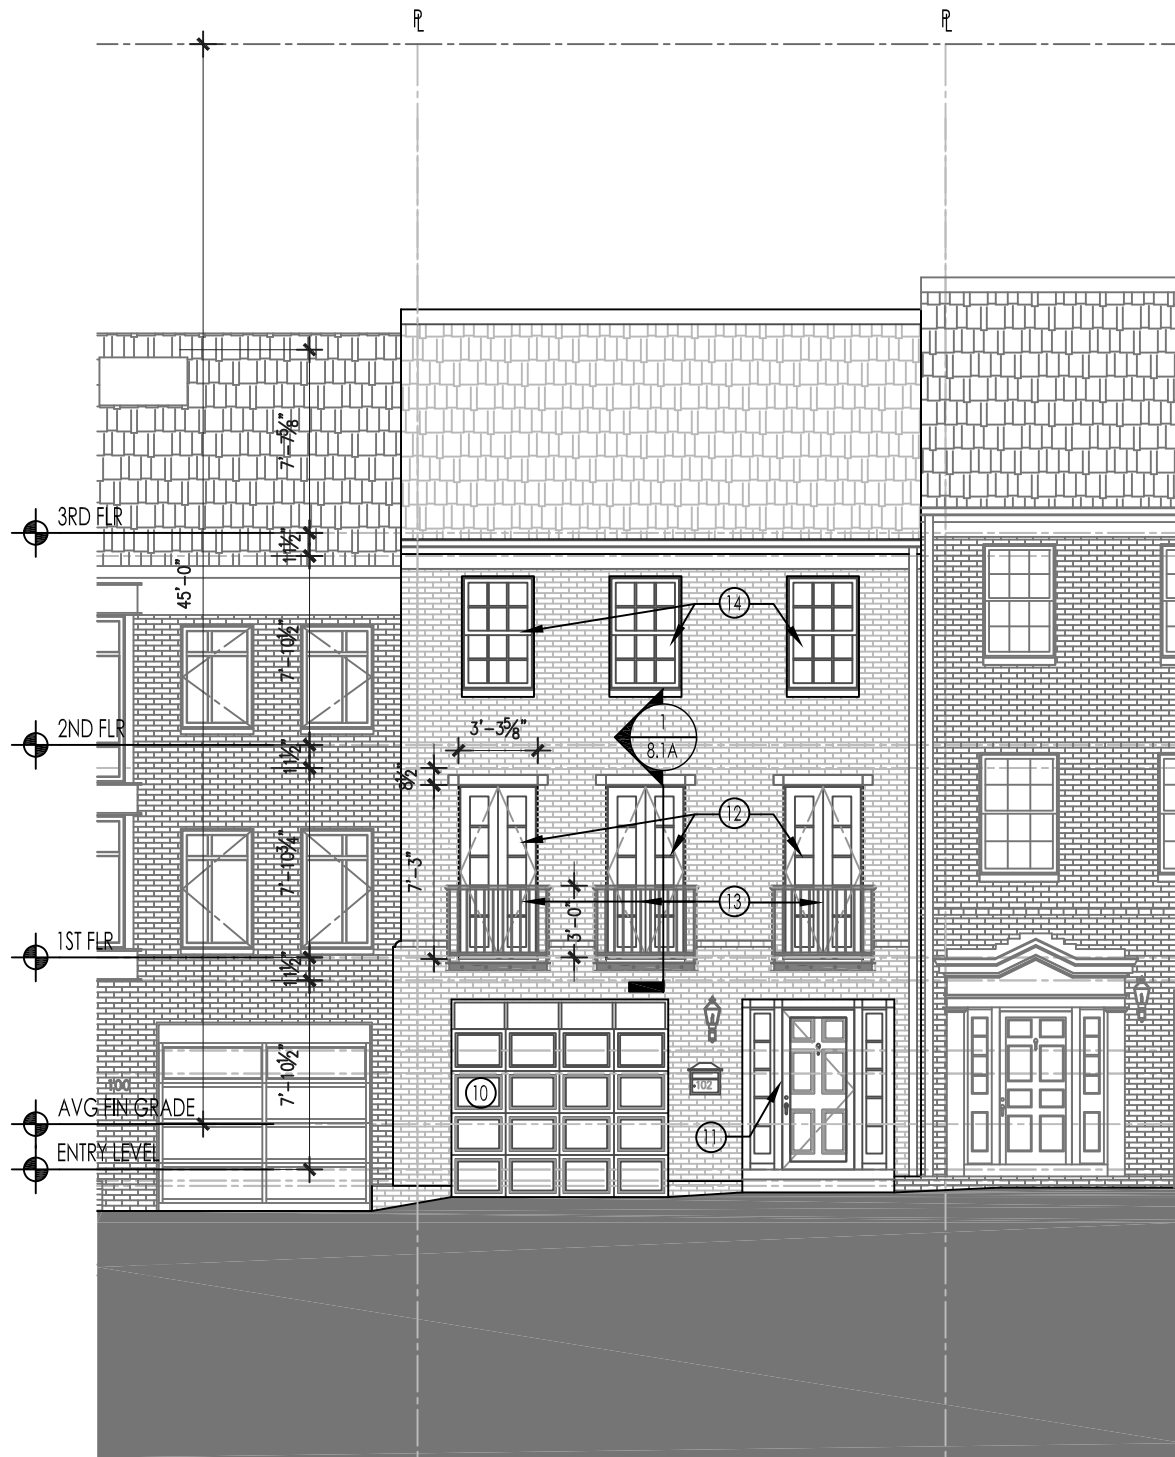 PL
PL
7'-7⅝"
3RD FLR
11½"
45'-0"
14
7'-10½"
2ND FLR
3'-3⅝"
1
8.1A
11½"
8½"
12
7'-10¾"
7'-3"
13
3'-0"
1ST FLR
11½"
7'-10½"
100
10
102
AVG FIN GRADE
11
ENTRY LEVEL